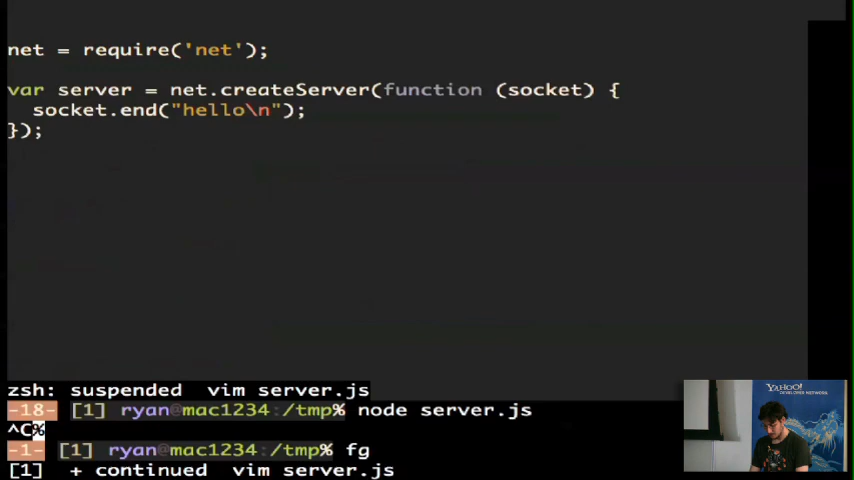 net = require('net');
var server = net.createServer(function (socket) {
  socket.end("hello\n");
});
zsh: suspended  vim server.js
-18- [1] ryan@mac1234:/tmp% node server.js
^C%
-1- [1] ryan@mac1234:/tmp% fg
[1]  + continued  vim server.js
YAHOO!
DEVELOPER NETWORK